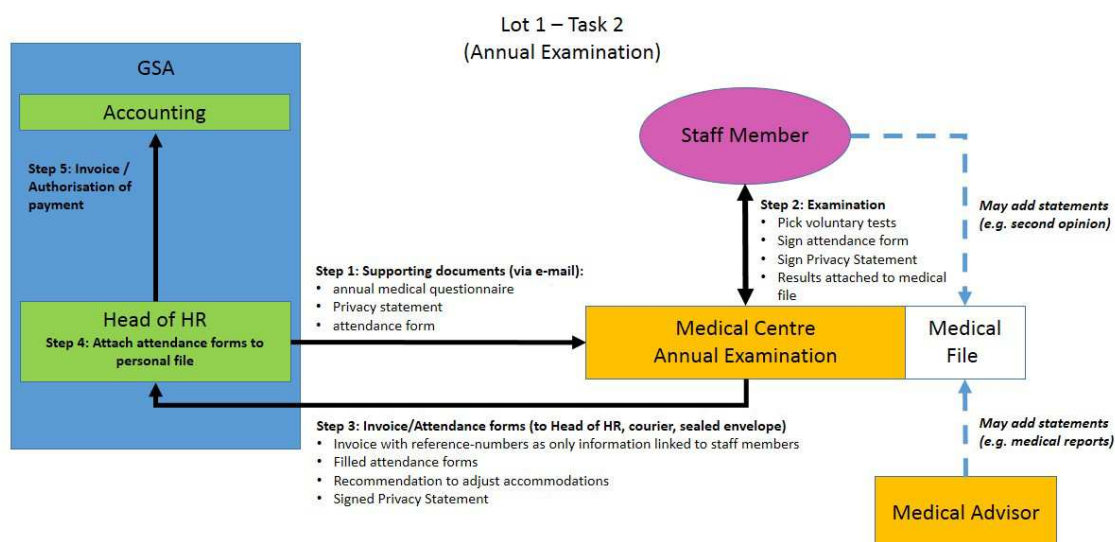 Lot 1 – Task 2
(Annual Examination)
GSA
Accounting
Step 5: Invoice /
Authorisation of
payment
Head of HR
Step 4: Attach attendance forms to
personal file
Step 1: Supporting documents (via e-mail):
• annual medical questionnaire
• Privacy statement
• attendance form
Staff Member
Step 2: Examination
• Pick voluntary tests
• Sign attendance form
• Sign Privacy Statement
• Results attached to medical
file
May add statements
(e.g. second opinion)
Medical Centre
Annual Examination
Medical
File
Step 3: Invoice/Attendance forms (to Head of HR, courier, sealed envelope)
• Invoice with reference-numbers as only information linked to staff members
• Filled attendance forms
• Recommendation to adjust accommodations
• Signed Privacy Statement
May add statements
(e.g. medical reports)
Medical Advisor